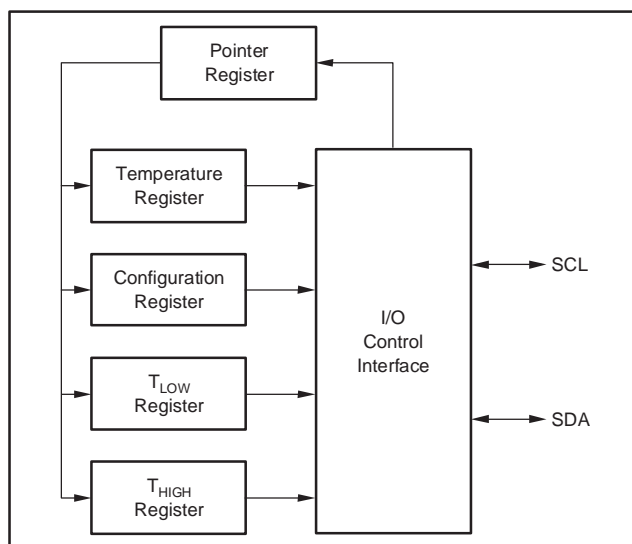 Pointer
Register
Temperature
Register
Configuration
Register
TLOW
Register
THIGH
Register
I/O
Control
Interface
SCL
SDA